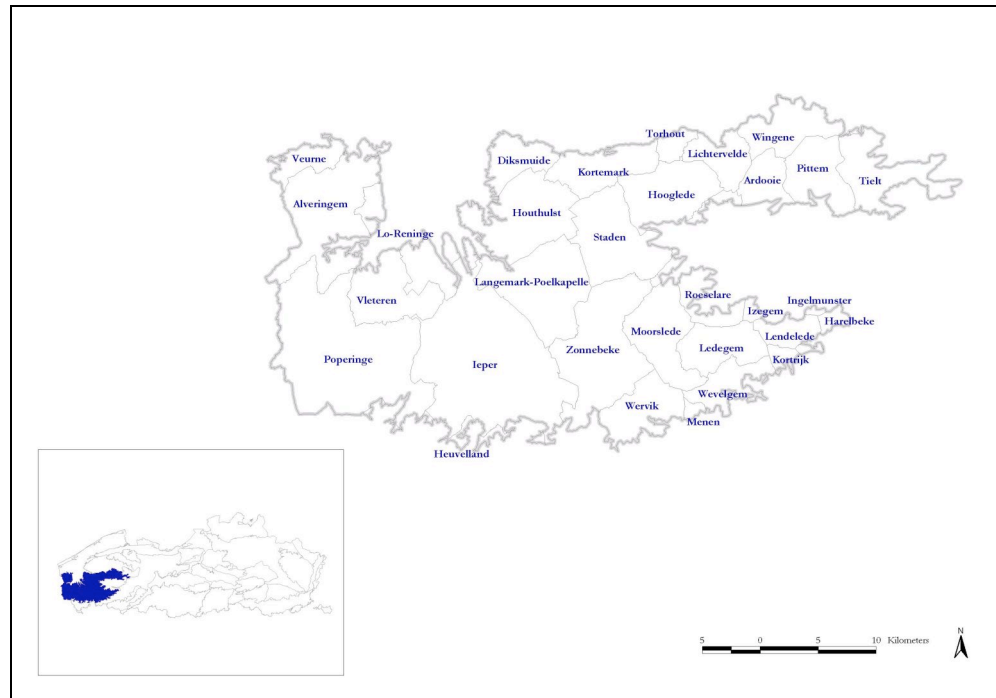 Torhout
Wingene
Veurne
Diksmuide
Lichtervelde
Kortemark
Pittem
Ardooie
Tielt
Hooglede
Alveringem
Houthulst
Lo-Reninge
Staden
Langemark-Poelkapelle
Roeselare
Vleteren
Ingelmunster
Izegem
Harelbeke
Moorslede
Lendelede
Zonnebeke
Ledegem
Poperinge
Kortrijk
Ieper
Wevelgem
Wervik
Menen
Heuvelland
N
5 0 5 10 Kilometers